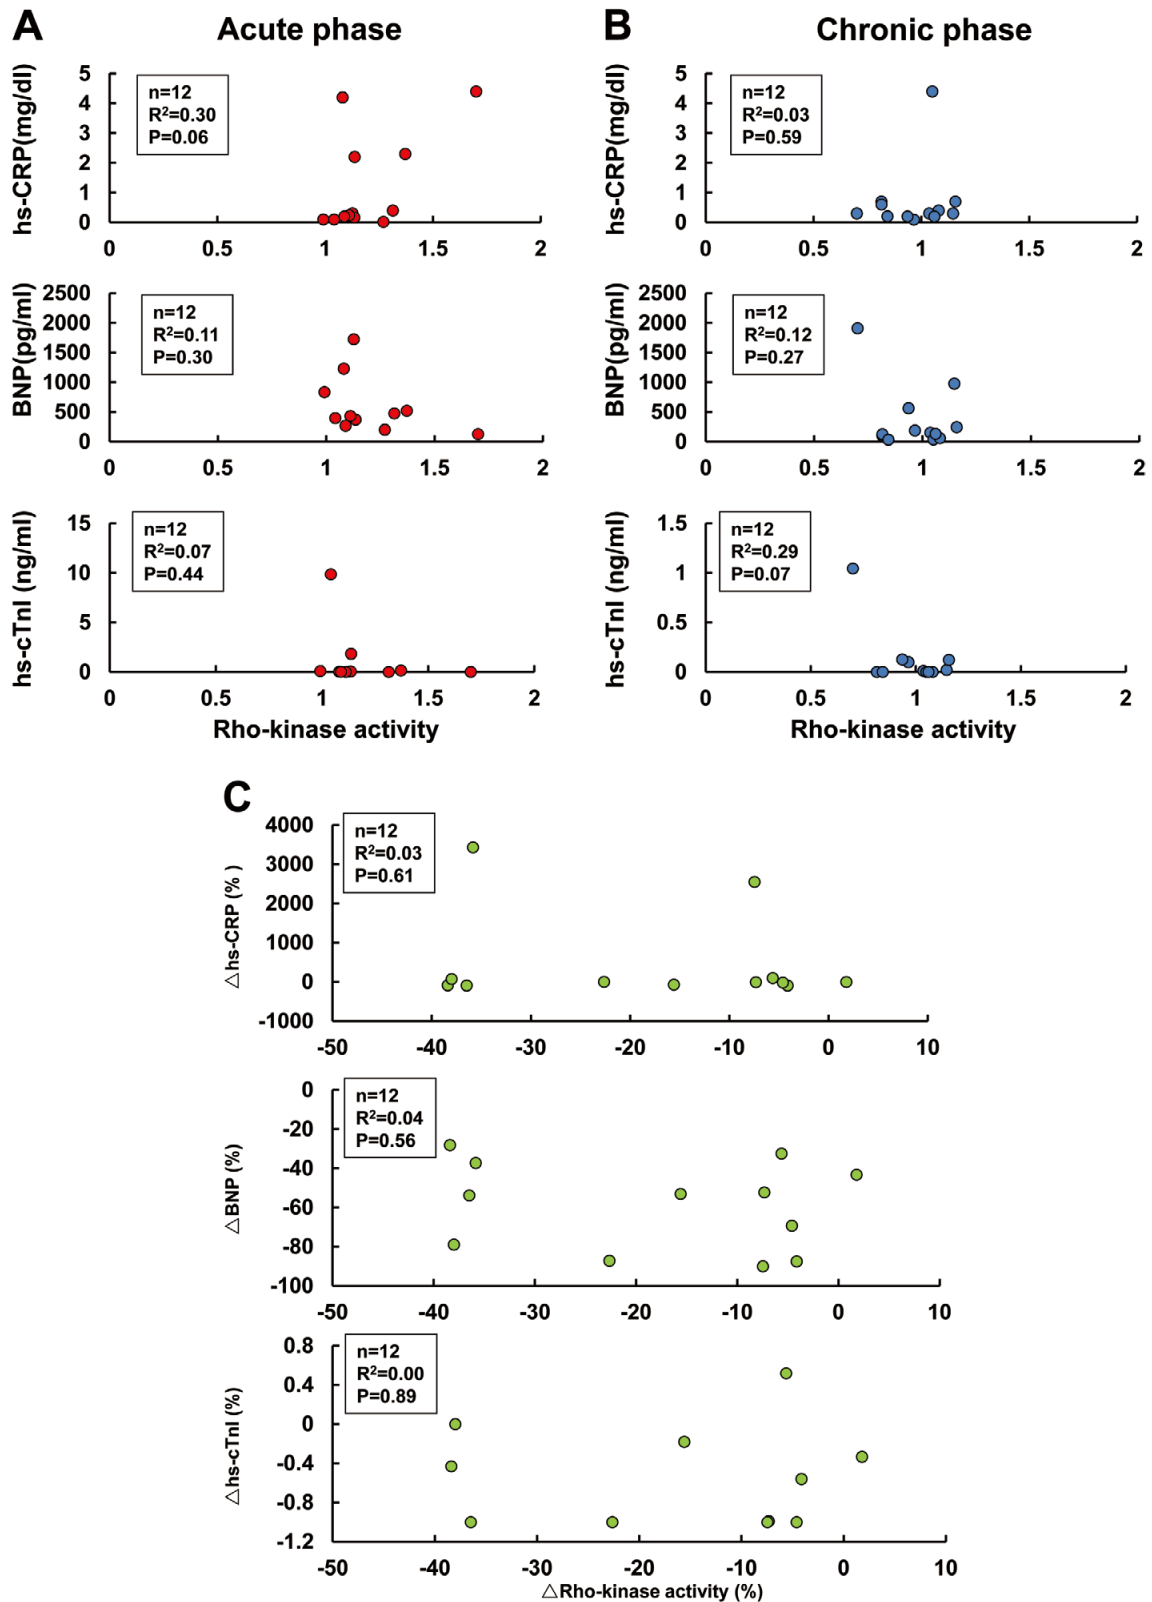 A
Acute phase
B
Chronic phase
hs-CRP(mg/dl)
5
4
3
2
1
0
n=12
R²=0.30
P=0.06
0 0.5 1 1.5 2
hs-CRP(mg/dl)
5
4
3
2
1
0
n=12
R²=0.03
P=0.59
0 0.5 1 1.5 2
BNP(pg/ml)
2500
2000
1500
1000
500
0
n=12
R²=0.11
P=0.30
0 0.5 1 1.5 2
BNP(pg/ml)
2500
2000
1500
1000
500
0
n=12
R²=0.12
P=0.27
0 0.5 1 1.5 2
hs-cTnI (ng/ml)
15
10
5
0
n=12
R²=0.07
P=0.44
0 0.5 1 1.5 2
Rho-kinase activity
hs-cTnI (ng/ml)
1.5
1
0.5
0
n=12
R²=0.29
P=0.07
0 0.5 1 1.5 2
Rho-kinase activity
C
△hs-CRP (% )
4000
3000
2000
1000
0
-1000
n=12
R²=0.03
P=0.61
-50 -40 -30 -20 -10 0 10
△BNP (%)
0
-20
-40
-60
-80
-100
n=12
R²=0.04
P=0.56
-50 -40 -30 -20 -10 0 10
△hs-cTnI (%)
0.8
0.4
0
-0.4
-0.8
-1.2
n=12
R²=0.00
P=0.89
-50 -40 -30 -20 -10 0 10
△Rho-kinase activity (%)